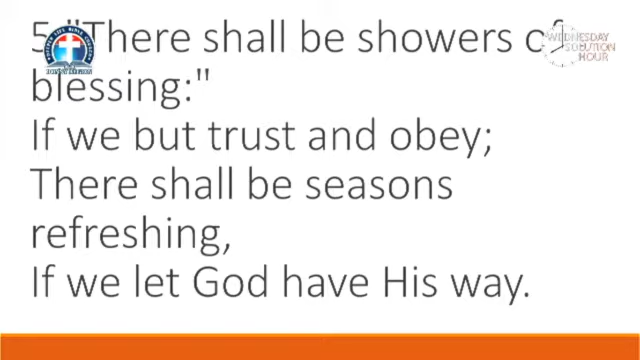 5 "There shall be showers of
blessing:"
If we but trust and obey;
There shall be seasons
refreshing,
If we let God have His way.
WEDNESDAY
SOLUTION
HOUR